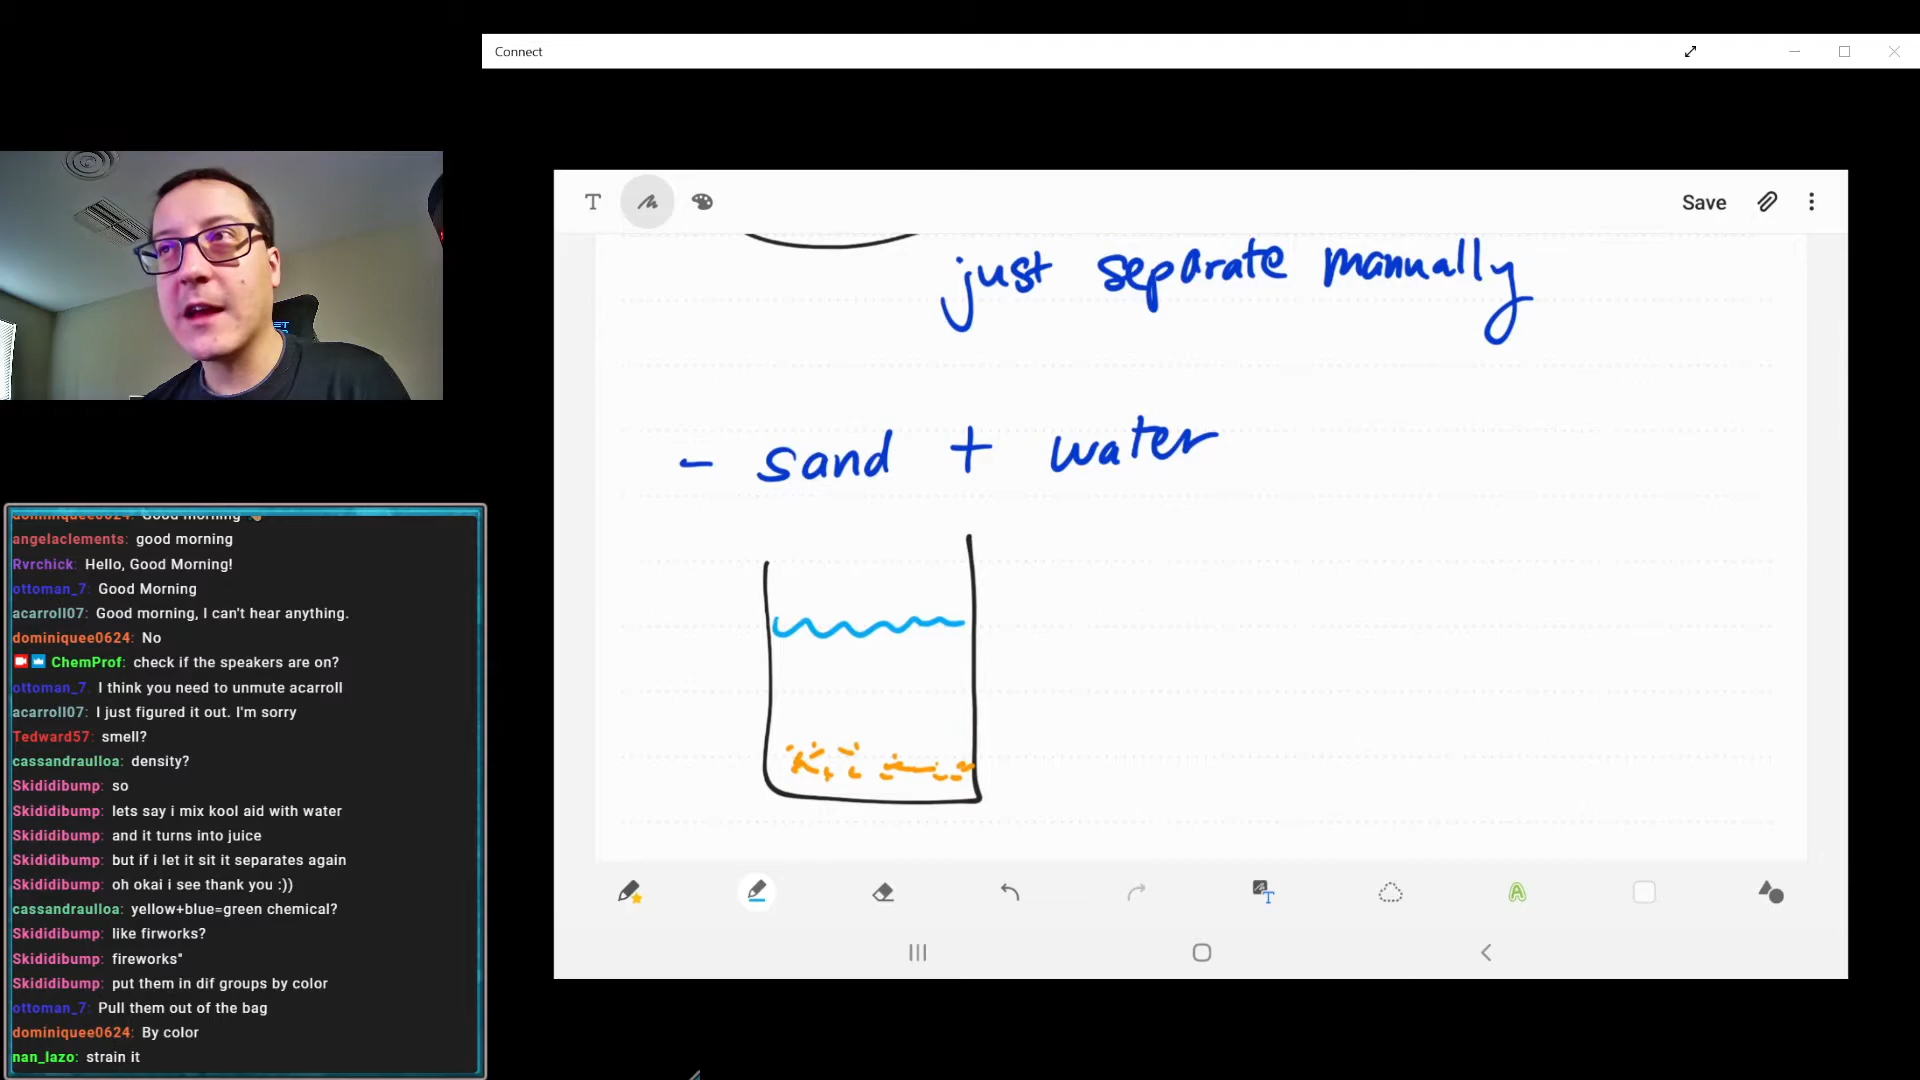 Connect
Save
just separate manually
- sand + water
dominiquee0624: Good morning
angelaclements: good morning
Rvrchick: Hello, Good Morning!
ottoman_7: Good Morning
acarroll07: Good morning, I can't hear anything.
dominiquee0624: No
ChemProf: check if the speakers are on?
ottoman_7: I think you need to unmute acarroll
acarroll07: I just figured it out. I'm sorry
Tedward57: smell?
cassandraulloa: density?
Skididibump: so
Skididibump: lets say i mix kool aid with water
Skididibump: and it turns into juice
Skididibump: but if i let it sit it separates again
Skididibump: oh okai i see thank you :))
cassandraulloa: yellow+blue=green chemical?
Skididibump: like firworks?
Skididibump: fireworks"
Skididibump: put them in dif groups by color
ottoman_7: Pull them out of the bag
dominiquee0624: By color
nan_lazo: strain it